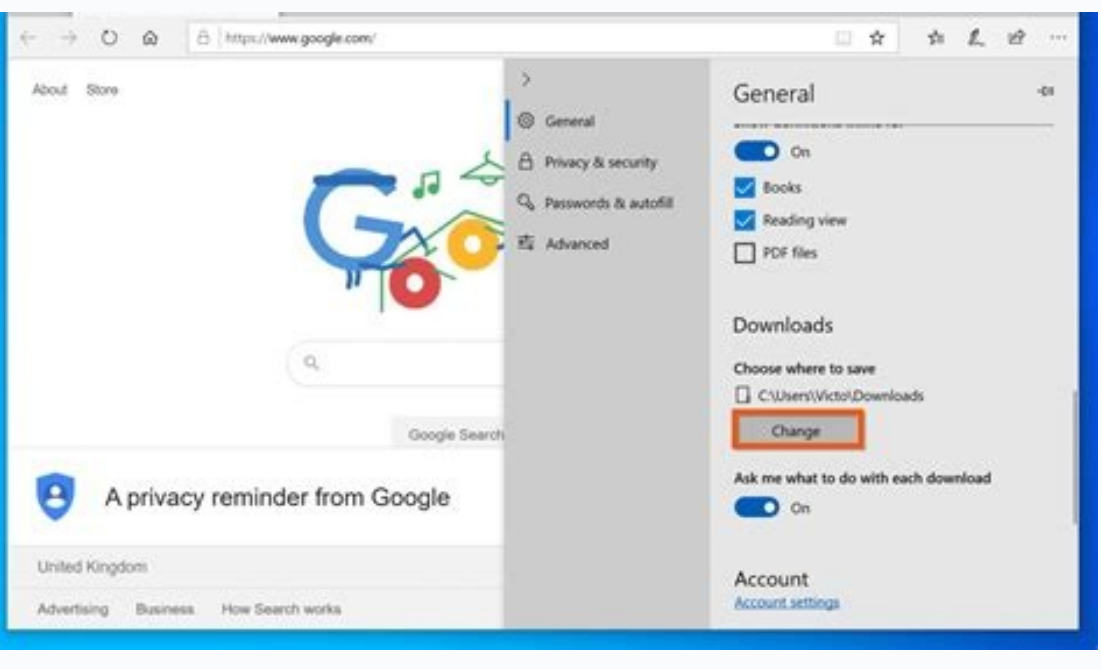 https://www.google.com/
About Store
General
General
Privacy & security
Passwords & autofill
Advanced
On
Books
Reading view
PDF files
Downloads
Choose where to save
C:\Users\Victo\Downloads
Change
Ask me what to do with each download
On
Account
Account settings
Google Search
A privacy reminder from Google
United Kingdom
Advertising Business How Search works